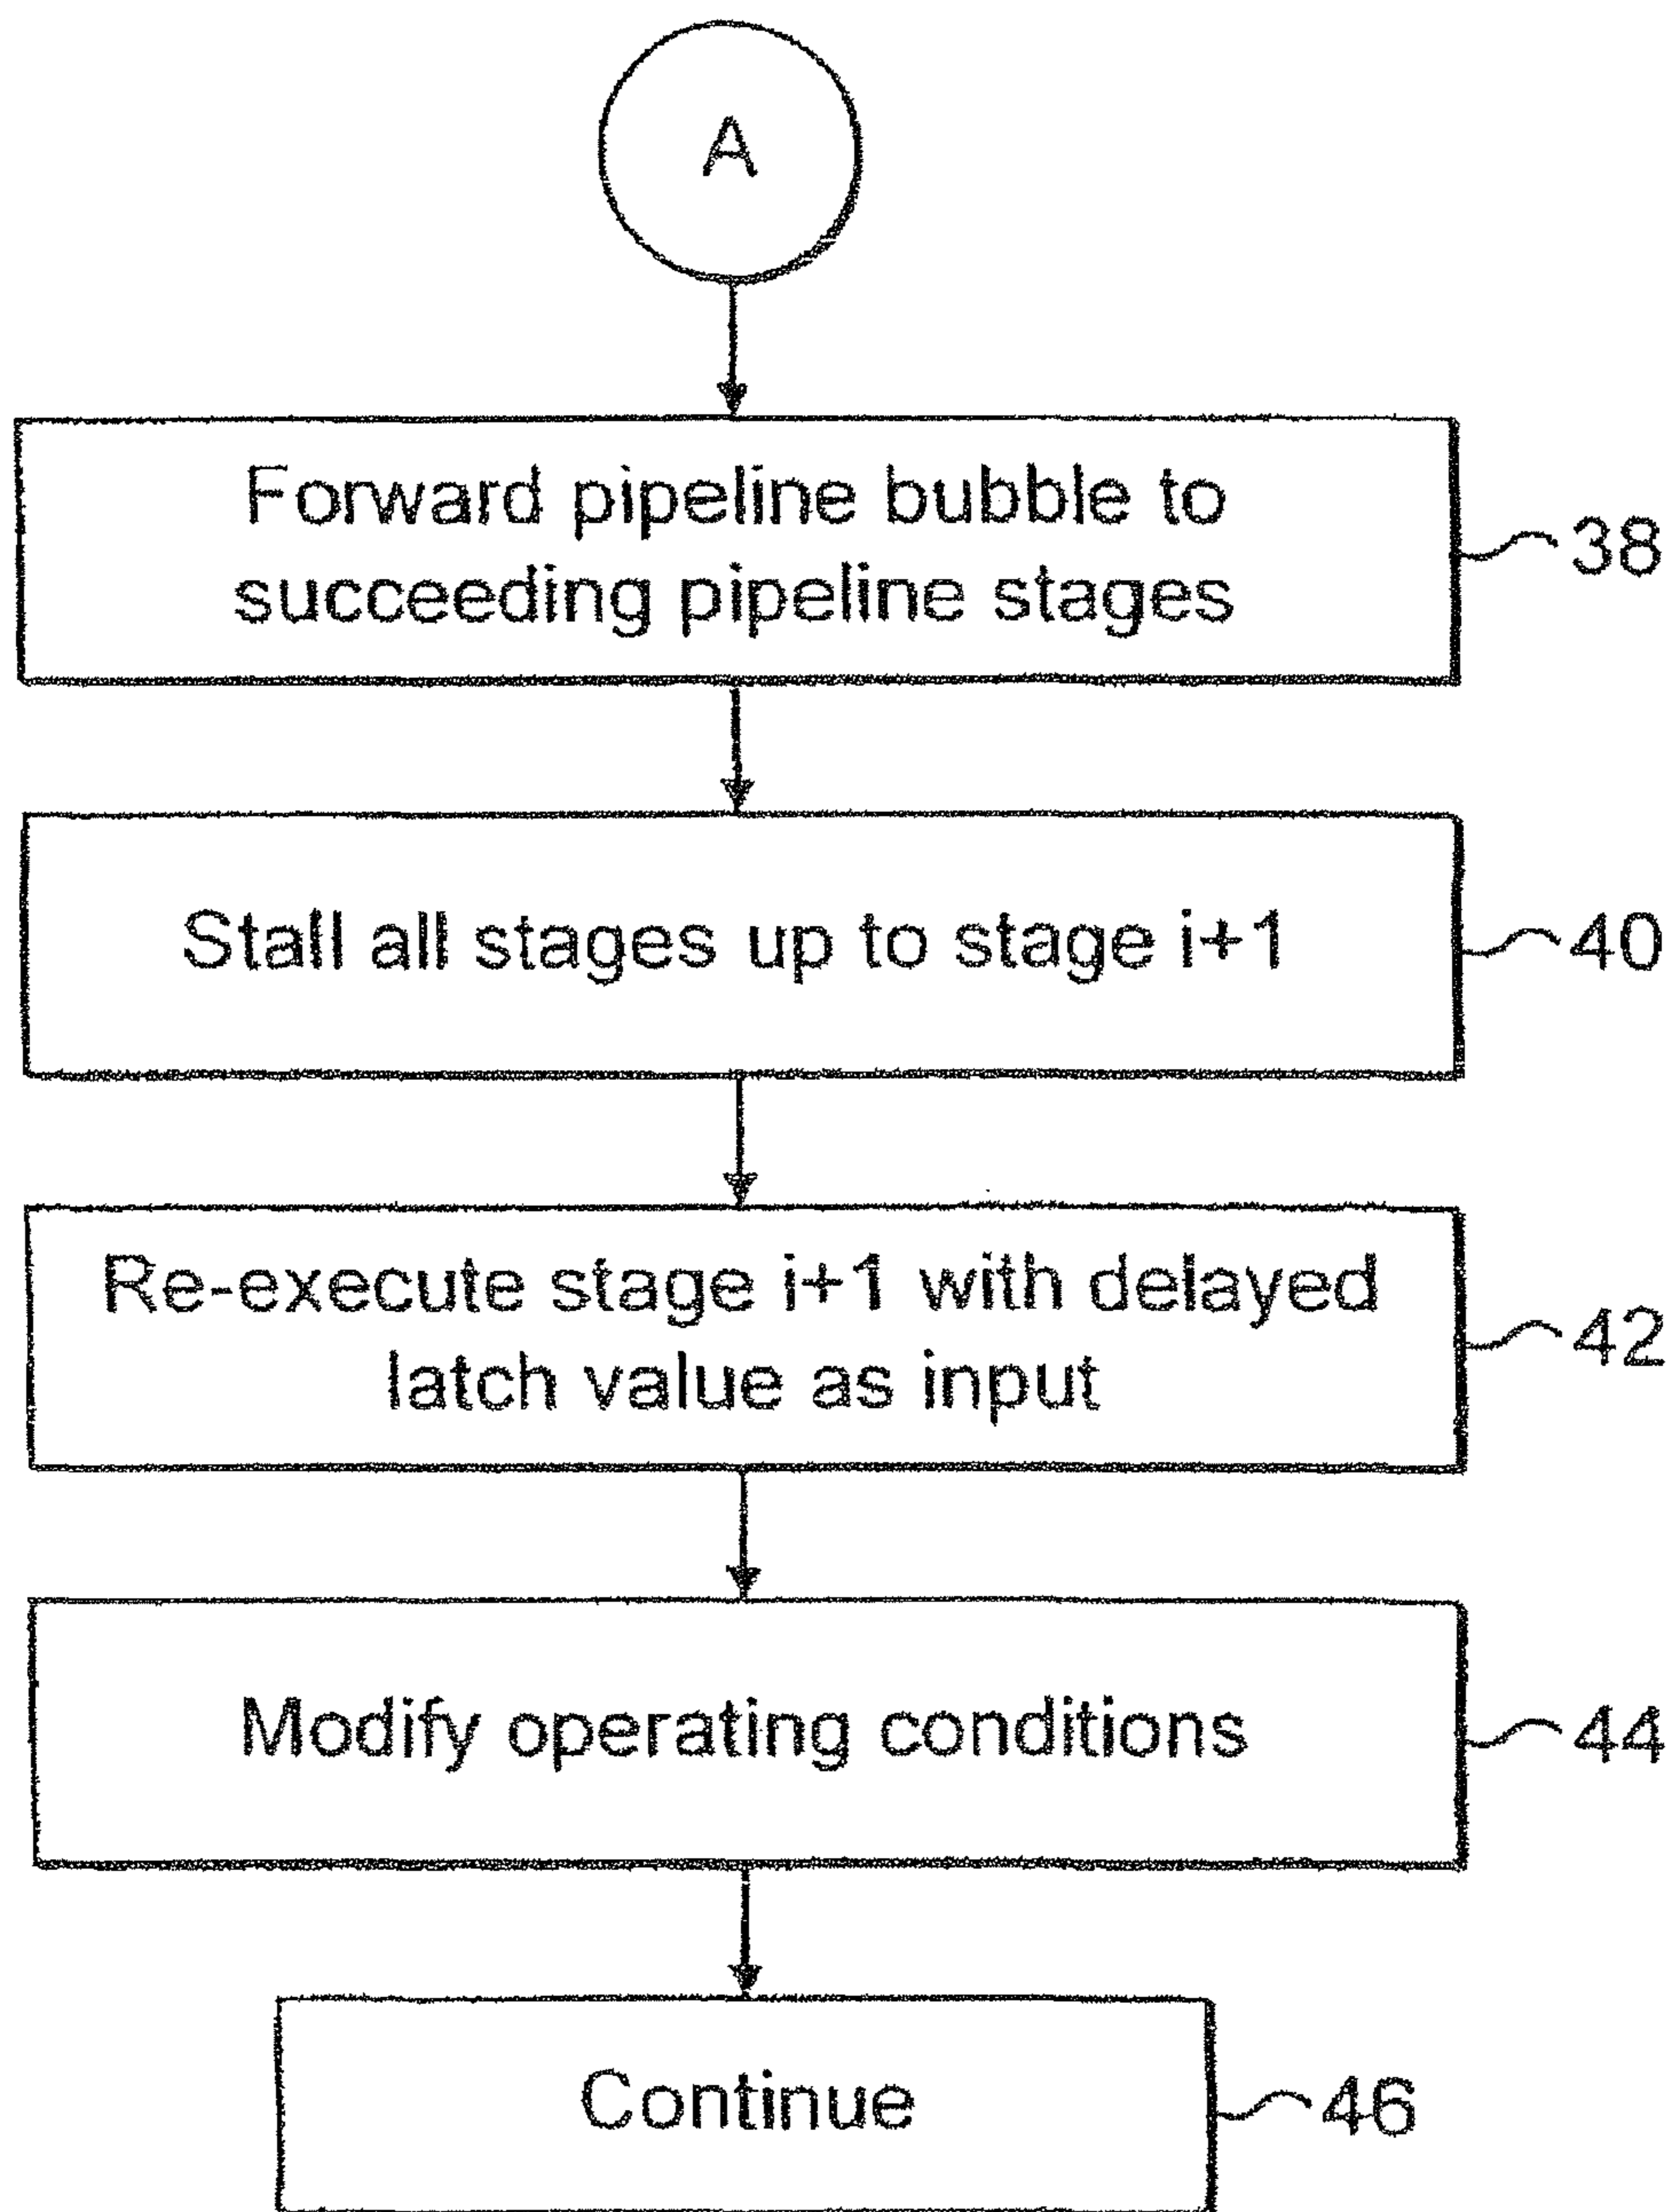 A
Forward pipeline bubble to
succeeding pipeline stages
38
Stall all stages up to stage i+1
40
Re-execute stage i+1 with delayed
latch value as input
42
Modify operating conditions
44
Continue
46